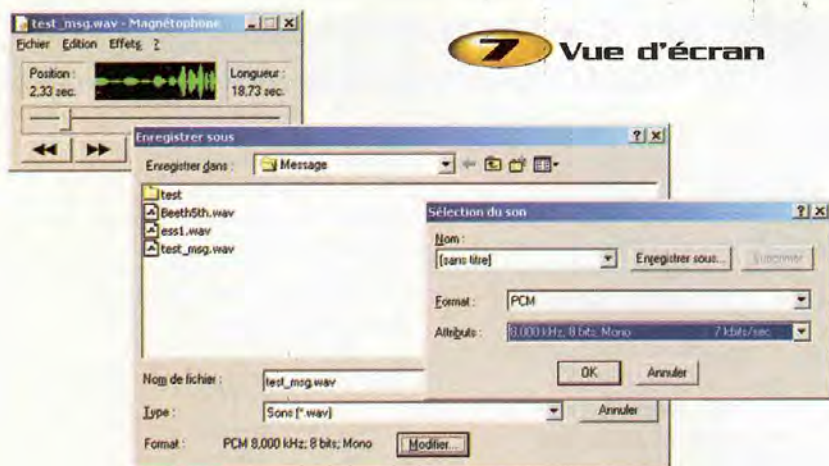 test_msg.wav - Magnétophone
Fichier Edition Effets ?
Position :
2,33 sec.
Longueur :
18,73 sec.
7 Vue d'écran
Enregistrer sous
Enregistrer dans : Message
test
Beeth5th.wav
ess1.wav
test_msg.wav
Nom de fichier : test_msg.wav
Type : Sons (*.wav)
Annuler
Format : PCM 8,000 kHz; 8 bits; Mono
Modifier...
Sélection du son
Nom :
[sans titre]
Enregistrer sous...
Supprimer
Format : PCM
Attributs : 8,000 kHz; 8 bits; Mono 7 kbits/sec.
OK
Annuler